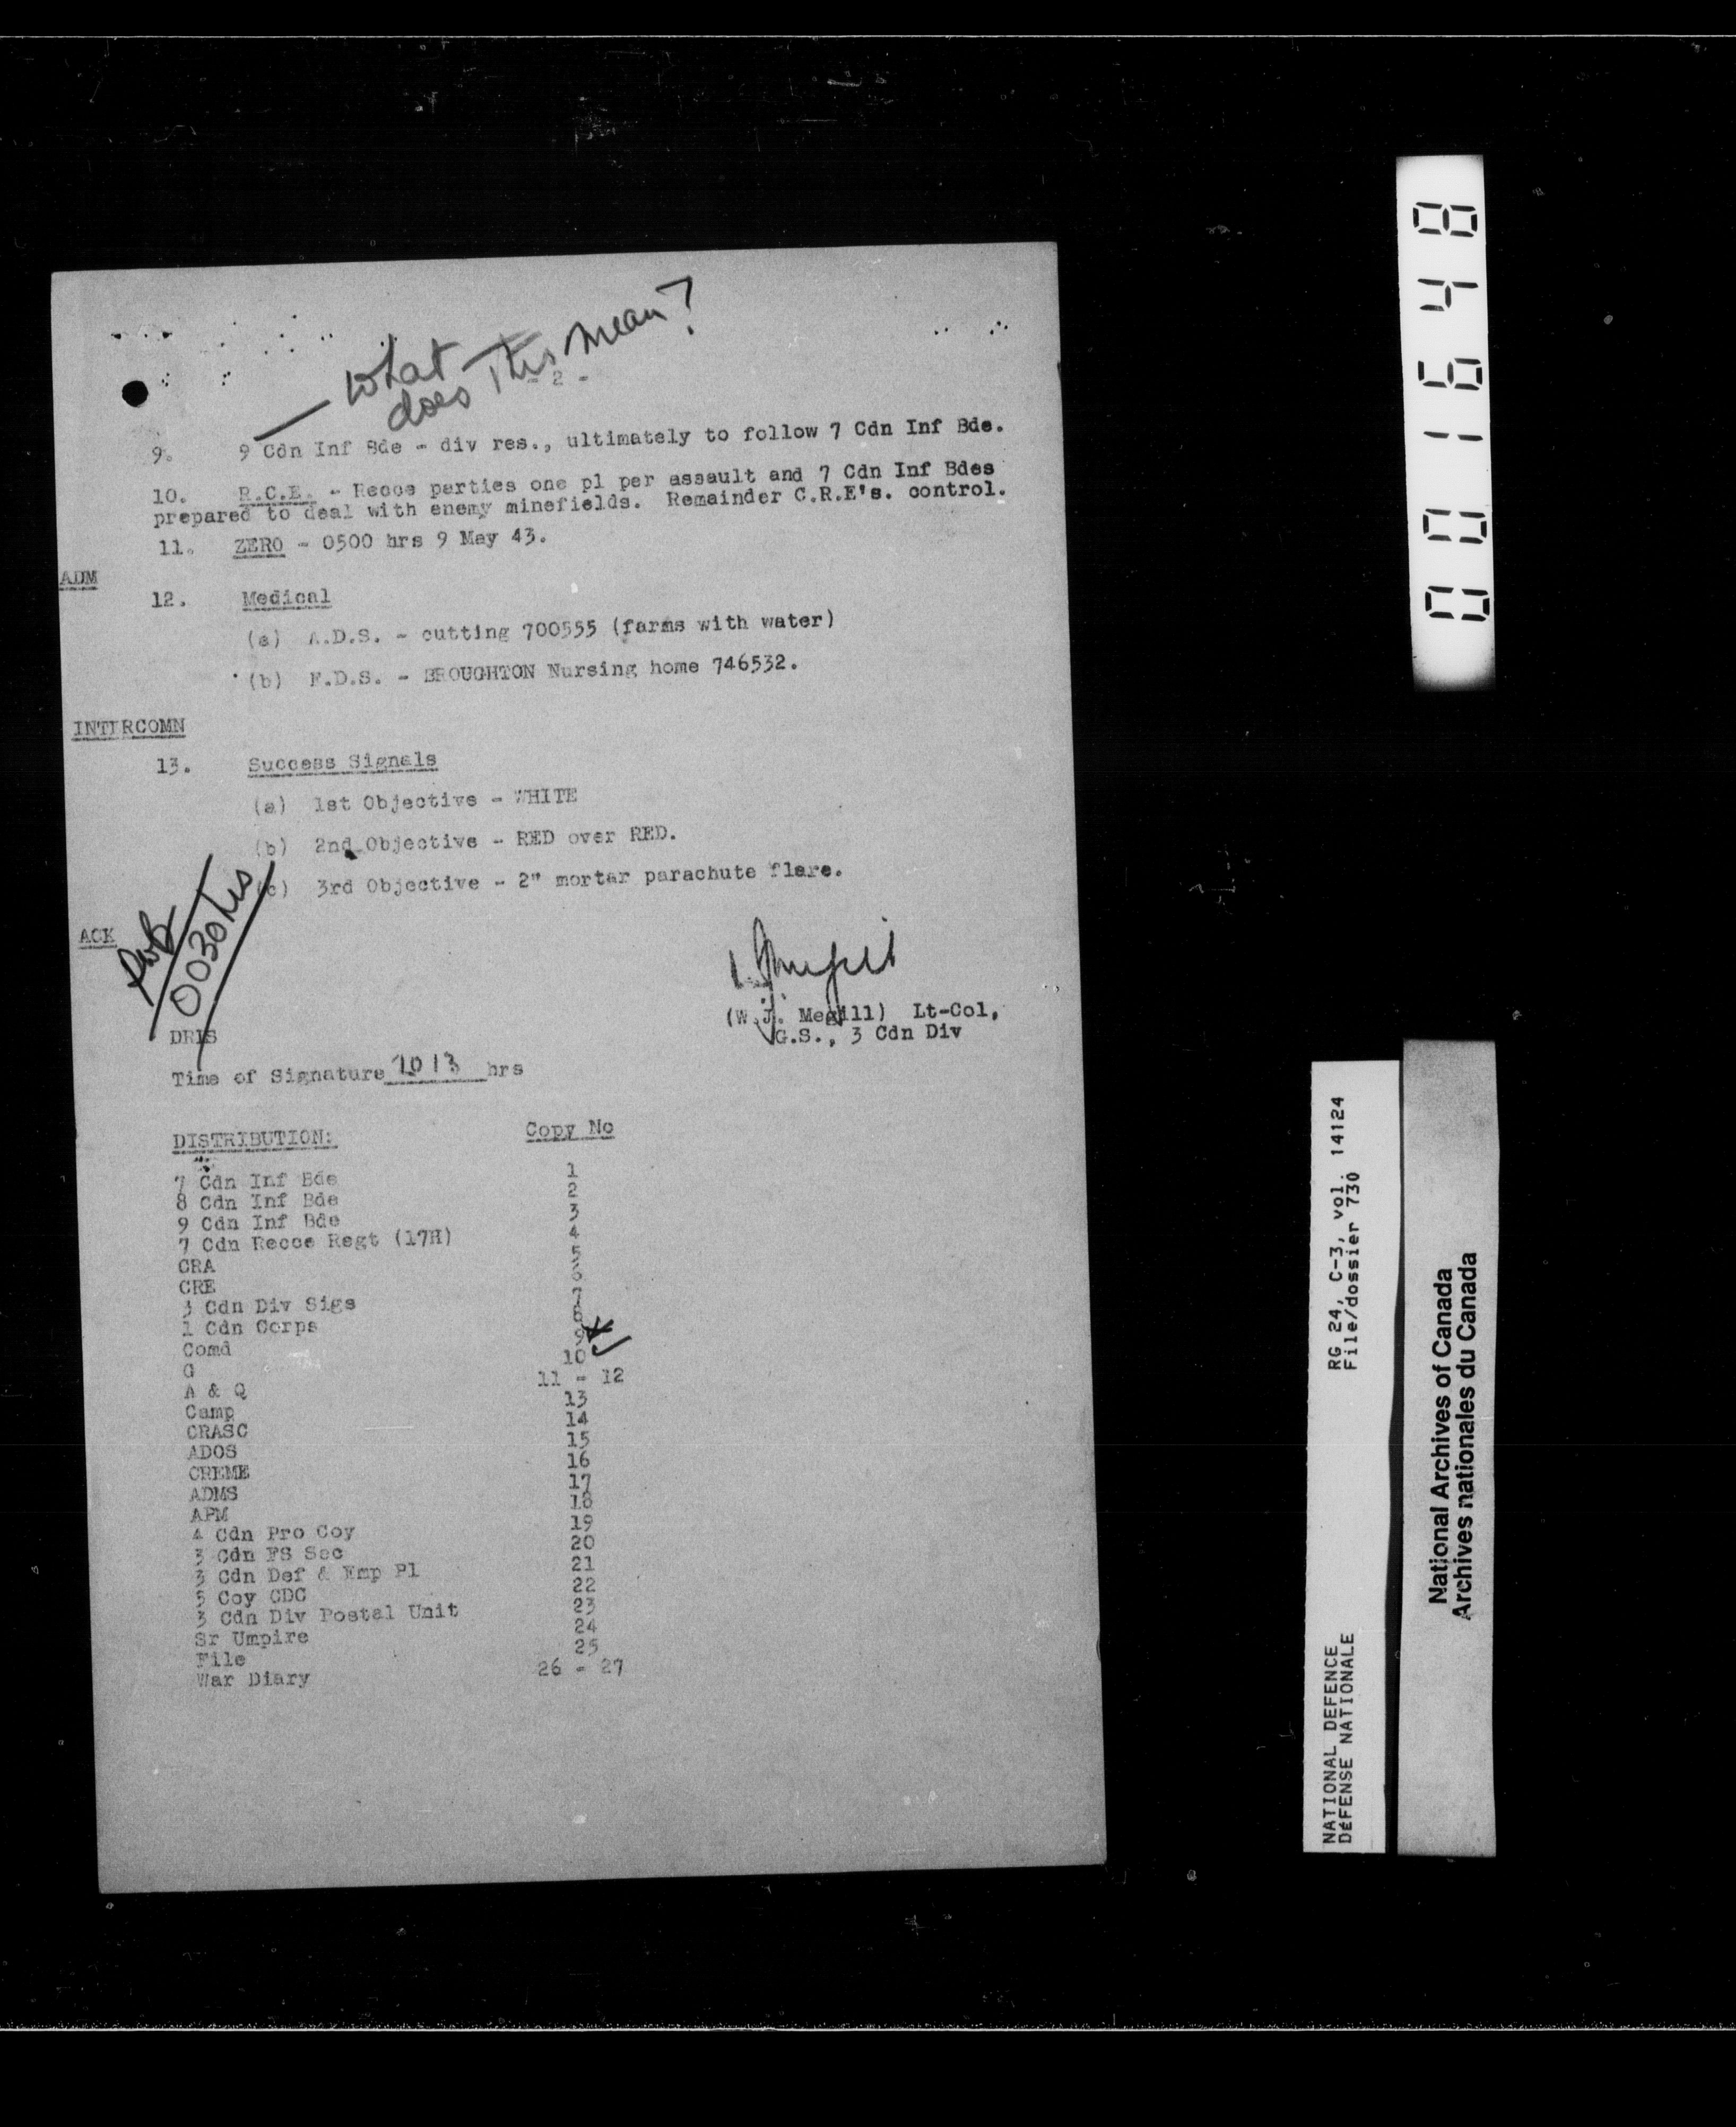 what
does this mean?
- 2 -
9. 9 Cdn Inf Bde - div res., ultimately to follow 7 Cdn Inf Bde.
10. R.C.E. - Recce parties one pl per assault and 7 Cdn Inf Bdes
prepared to deal with enemy minefields. Remainder C.R.E's. control.
11. ZERO - 0500 hrs 9 May 43.
ADM
12. Medical
(a) A.D.S. - cutting 700555 (farms with water)
(b) F.D.S. - BROUGHTON Nursing home 746532.
INTERCOMN
13. Success Signals
(a) 1st Objective - WHITE
(b) 2nd Objective - RED over RED.
(c) 3rd Objective - 2" mortar parachute flare.
ACK
0030 hrs
(W.J. Megill) Lt-Col,
G.S., 3 Cdn Div
DRLS
Time of Signature 1013 hrs
DISTRIBUTION: Copy No
7 Cdn Inf Bde 1
8 Cdn Inf Bde 2
9 Cdn Inf Bde 3
7 Cdn Recce Regt (17H) 4
CRA 5
CRE 6
3 Cdn Div Sigs 7
1 Cdn Corps 8
Comd 9
G 10
A & Q 11 - 12
Camp 13
CRASC 14
ADOS 15
CREME 16
ADMS 17
APM 18
4 Cdn Pro Coy 19
3 Cdn FS Sec 20
3 Cdn Def & Emp Pl 21
5 Coy CDC 22
3 Cdn Div Postal Unit 23
Sr Umpire 24
File 25
War Diary 26 - 27
001648
RG 24, C-3, vol. 14124
File/dossier 730
NATIONAL DEFENCE
DéFENSE NATIONALE
National Archives of Canada
Archives nationales du Canada